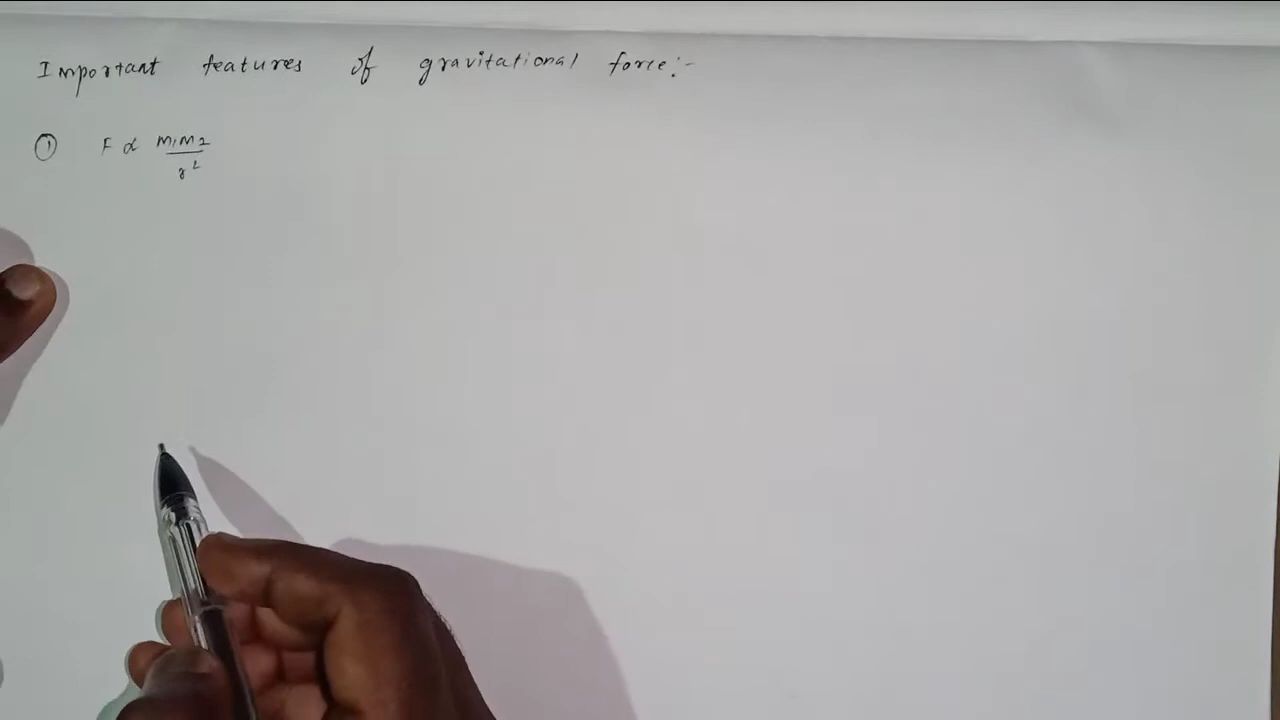 Important features of gravitational force:-
① F ∝ M1M2/r²